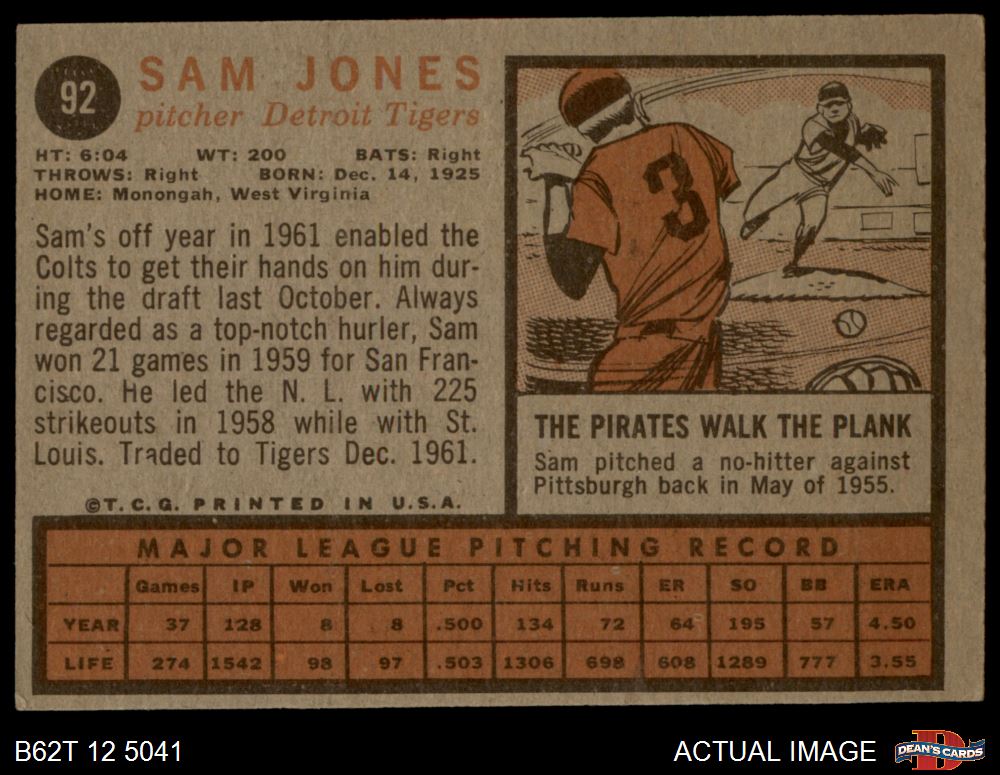 92
SAM JONES
pitcher Detroit Tigers
HT: 6:04 WT: 200 BATS: Right
THROWS: Right BORN: Dec. 14, 1925
HOME: Monongah, West Virginia
Sam's off year in 1961 enabled the
Colts to get their hands on him dur-
ing the draft last October. Always
regarded as a top-notch hurler, Sam
won 21 games in 1959 for San Fran-
cisco. He led the N. L. with 225
strikeouts in 1958 while with St.
Louis. Traded to Tigers Dec. 1961.
©T.C.G. PRINTED IN U.S.A.
3
THE PIRATES WALK THE PLANK
Sam pitched a no-hitter against
Pittsburgh back in May of 1955.
MAJOR LEAGUE PITCHING RECORD
Games IP Won Lost Pct Hits Runs ER SO BB ERA
YEAR 37 128 8 8 .500 134 72 64 195 57 4.50
LIFE 274 1542 98 97 .503 1306 698 608 1289 777 3.55
B62T 12 5041
ACTUAL IMAGE
DEAN'S CARDS